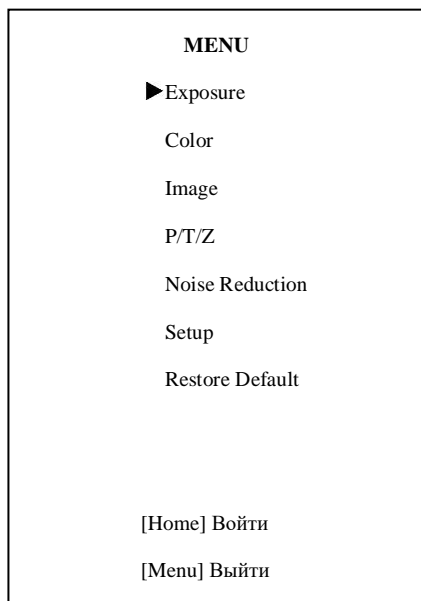 MENU
▶Exposure
Color
Image
P/T/Z
Noise Reduction
Setup
Restore Default
[Home] Войти
[Menu] Выйти